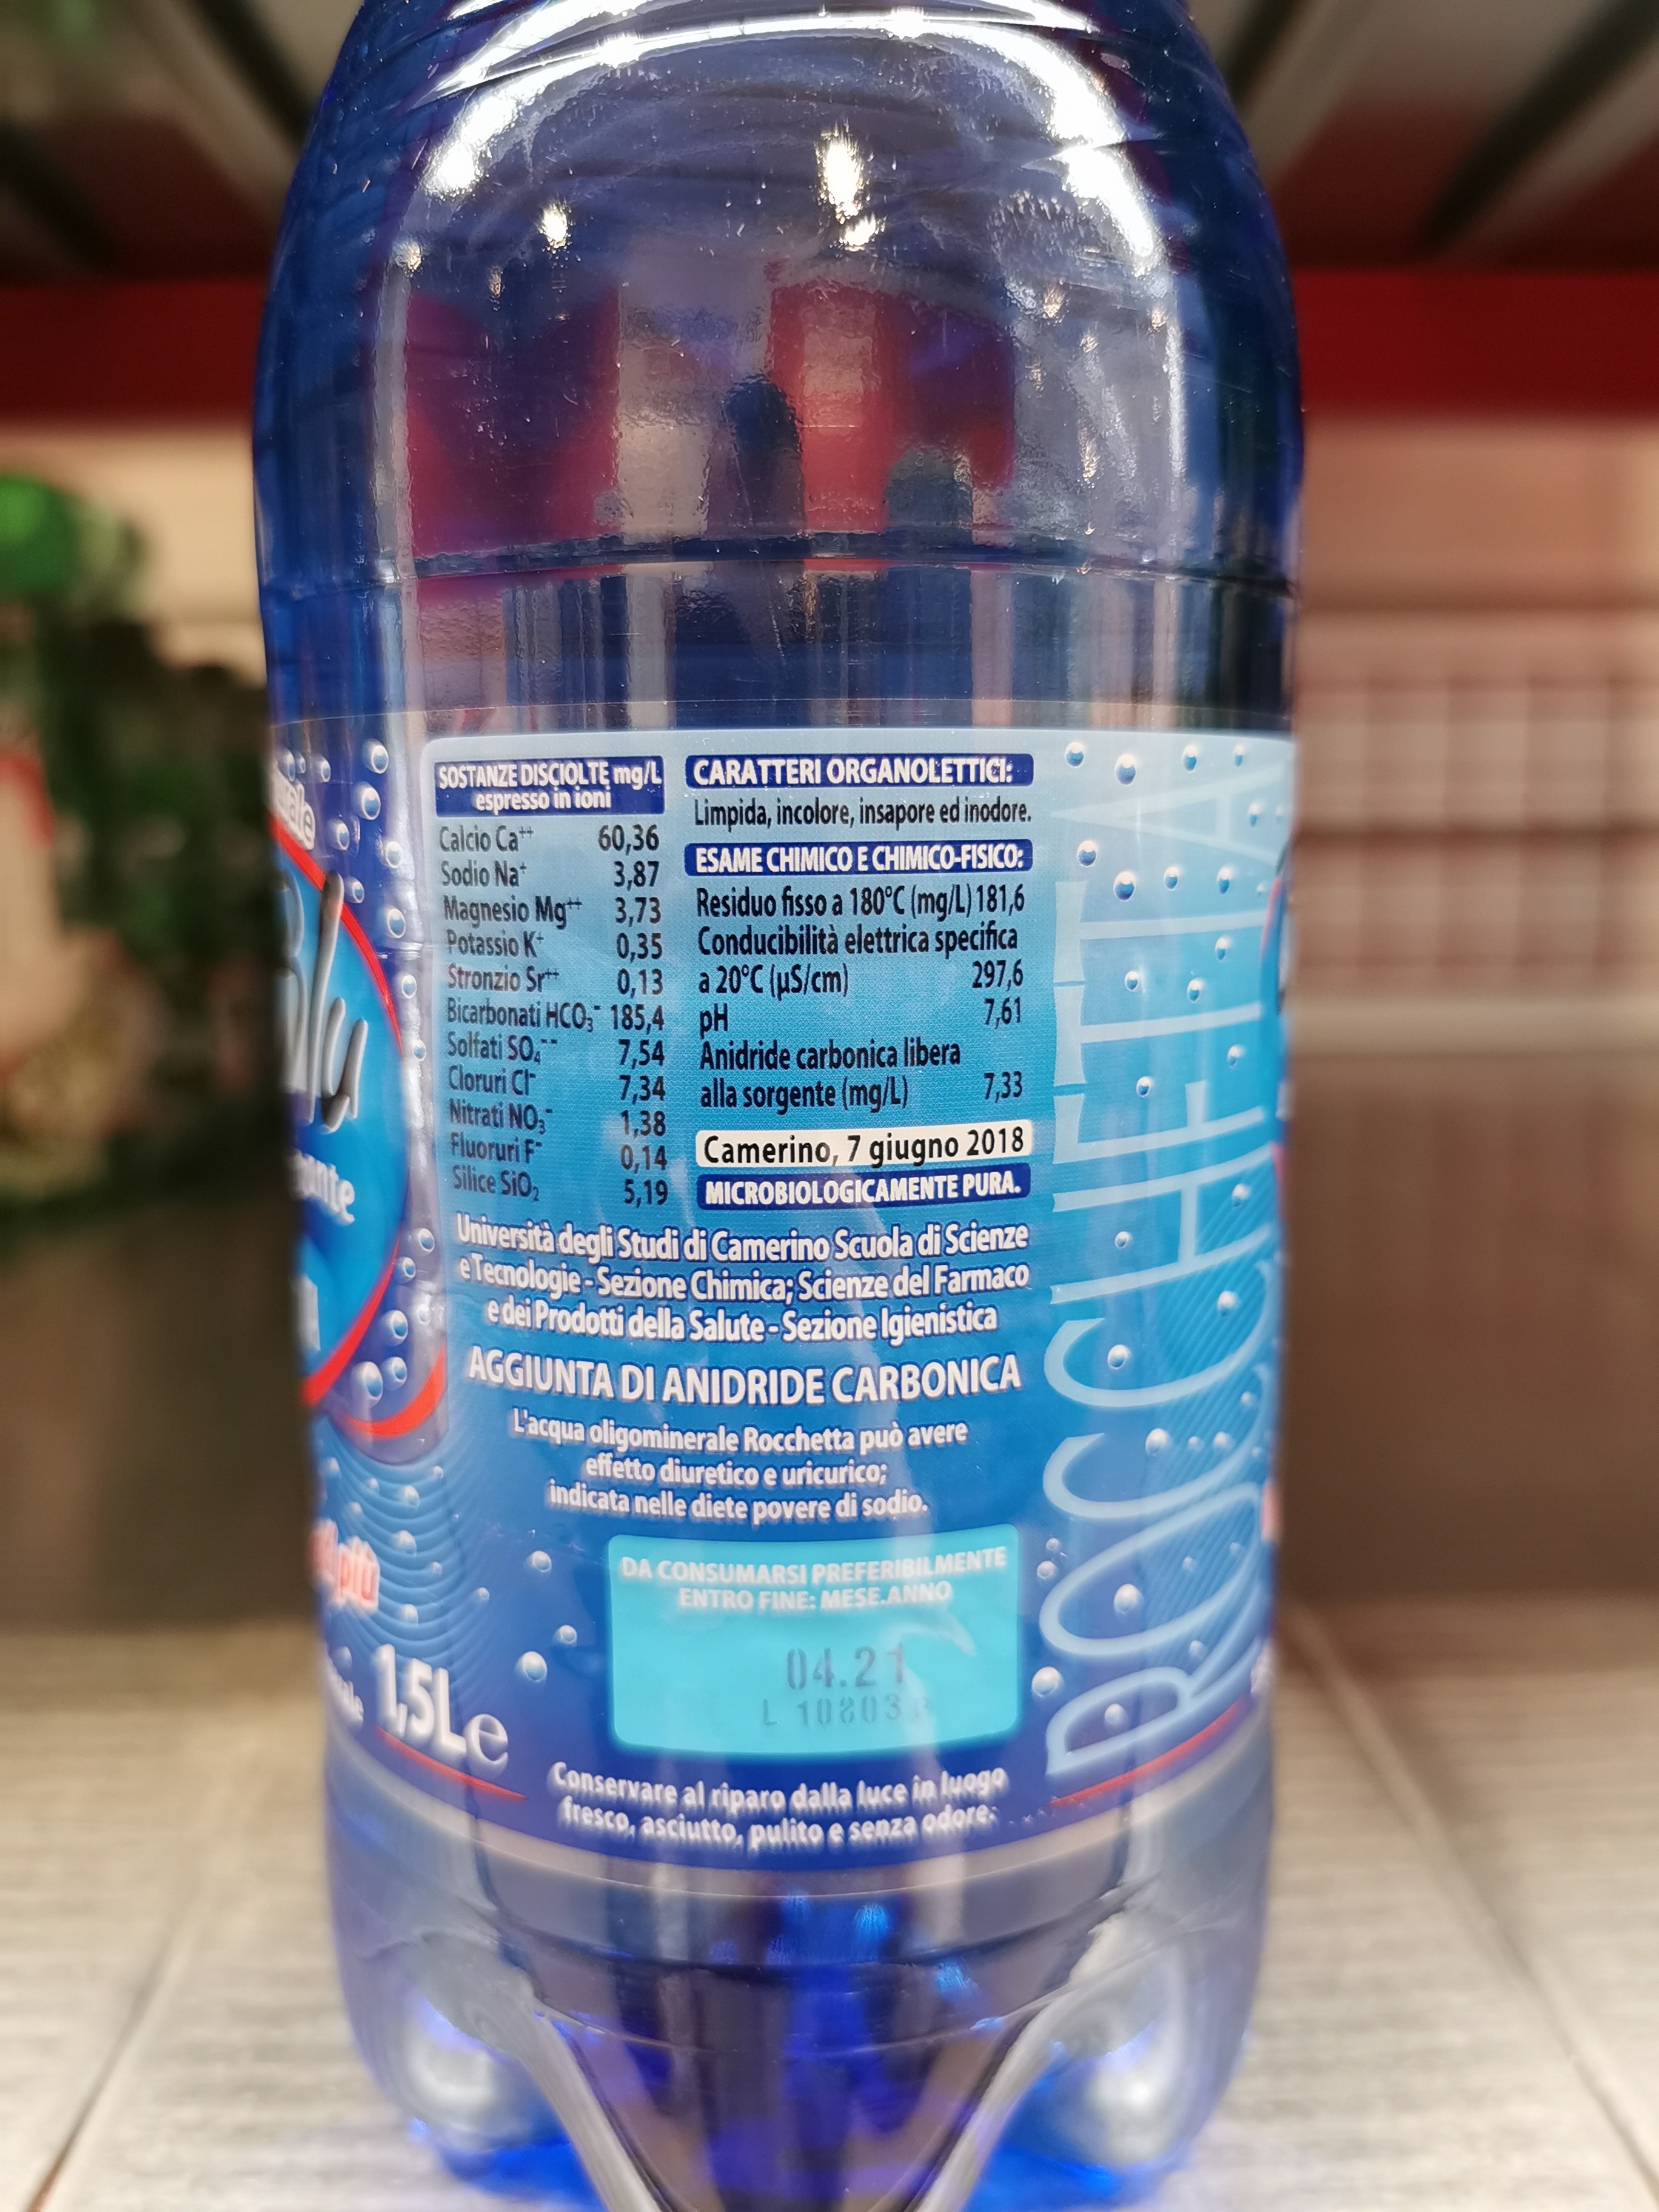 SOSTANZE DISCIOLTE mg/L
espresso in ioni
Calcio Ca++ 60,36
Sodio Na+ 3,87
Magnesio Mg++ 3,73
Potassio K+ 0,35
Stronzio Sr++ 0,13
Bicarbonati HCO3- 185,4
Solfati SO4-- 7,54
Cloruri Cl- 7,34
Nitrati NO3- 1,38
Fluoruri F- 0,14
Silice SiO2 5,19
CARATTERI ORGANOLETTICI:
Limpida, incolore, insapore ed inodore.
ESAME CHIMICO E CHIMICO-FISICO:
Residuo fisso a 180°C (mg/L) 181,6
Conducibilità elettrica specifica
a 20°C (µS/cm) 297,6
pH 7,61
Anidride carbonica libera
alla sorgente (mg/L) 7,33
Camerino, 7 giugno 2018
MICROBIOLOGICAMENTE PURA.
Università degli Studi di Camerino Scuola di Scienze
e Tecnologie - Sezione Chimica; Scienze del Farmaco
e dei Prodotti della Salute - Sezione Igienistica
AGGIUNTA DI ANIDRIDE CARBONICA
L'acqua oligominerale Rocchetta può avere
effetto diuretico e uricurico;
indicata nelle diete povere di sodio.
DA CONSUMARSI PREFERIBILMENTE
ENTRO FINE: MESE.ANNO
04.21
L 10803
Conservare al riparo dalla luce in luogo
fresco, asciutto, pulito e senza odore.
ROCCHETTA
Blu
più
1,5L e